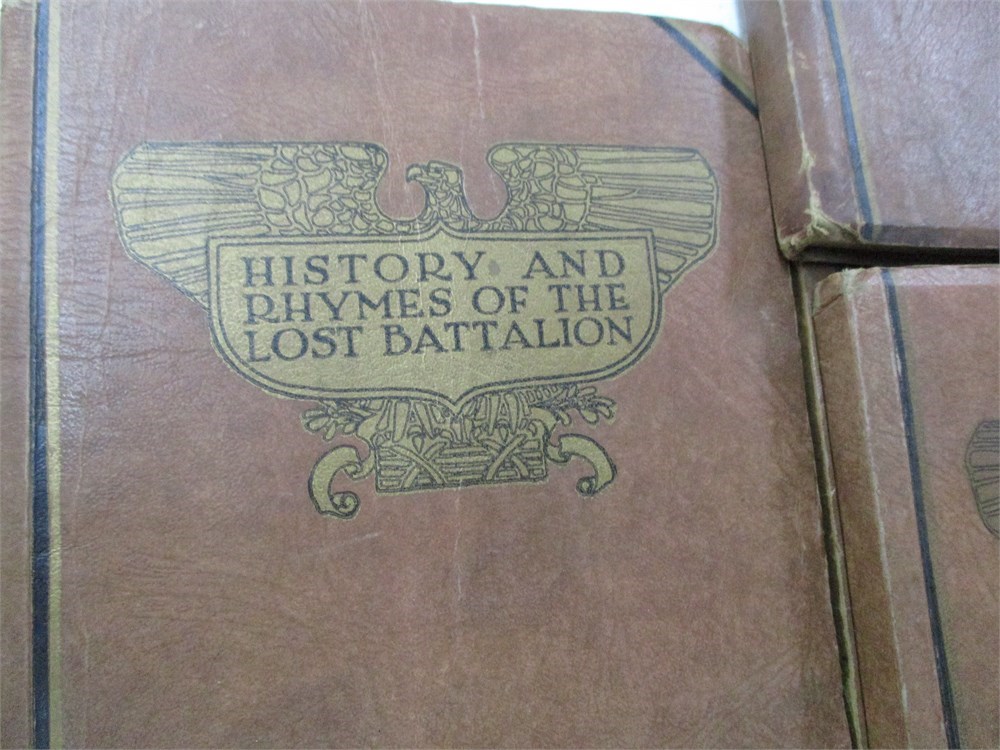 HISTORY AND
RHYMES OF THE
LOST BATTALION